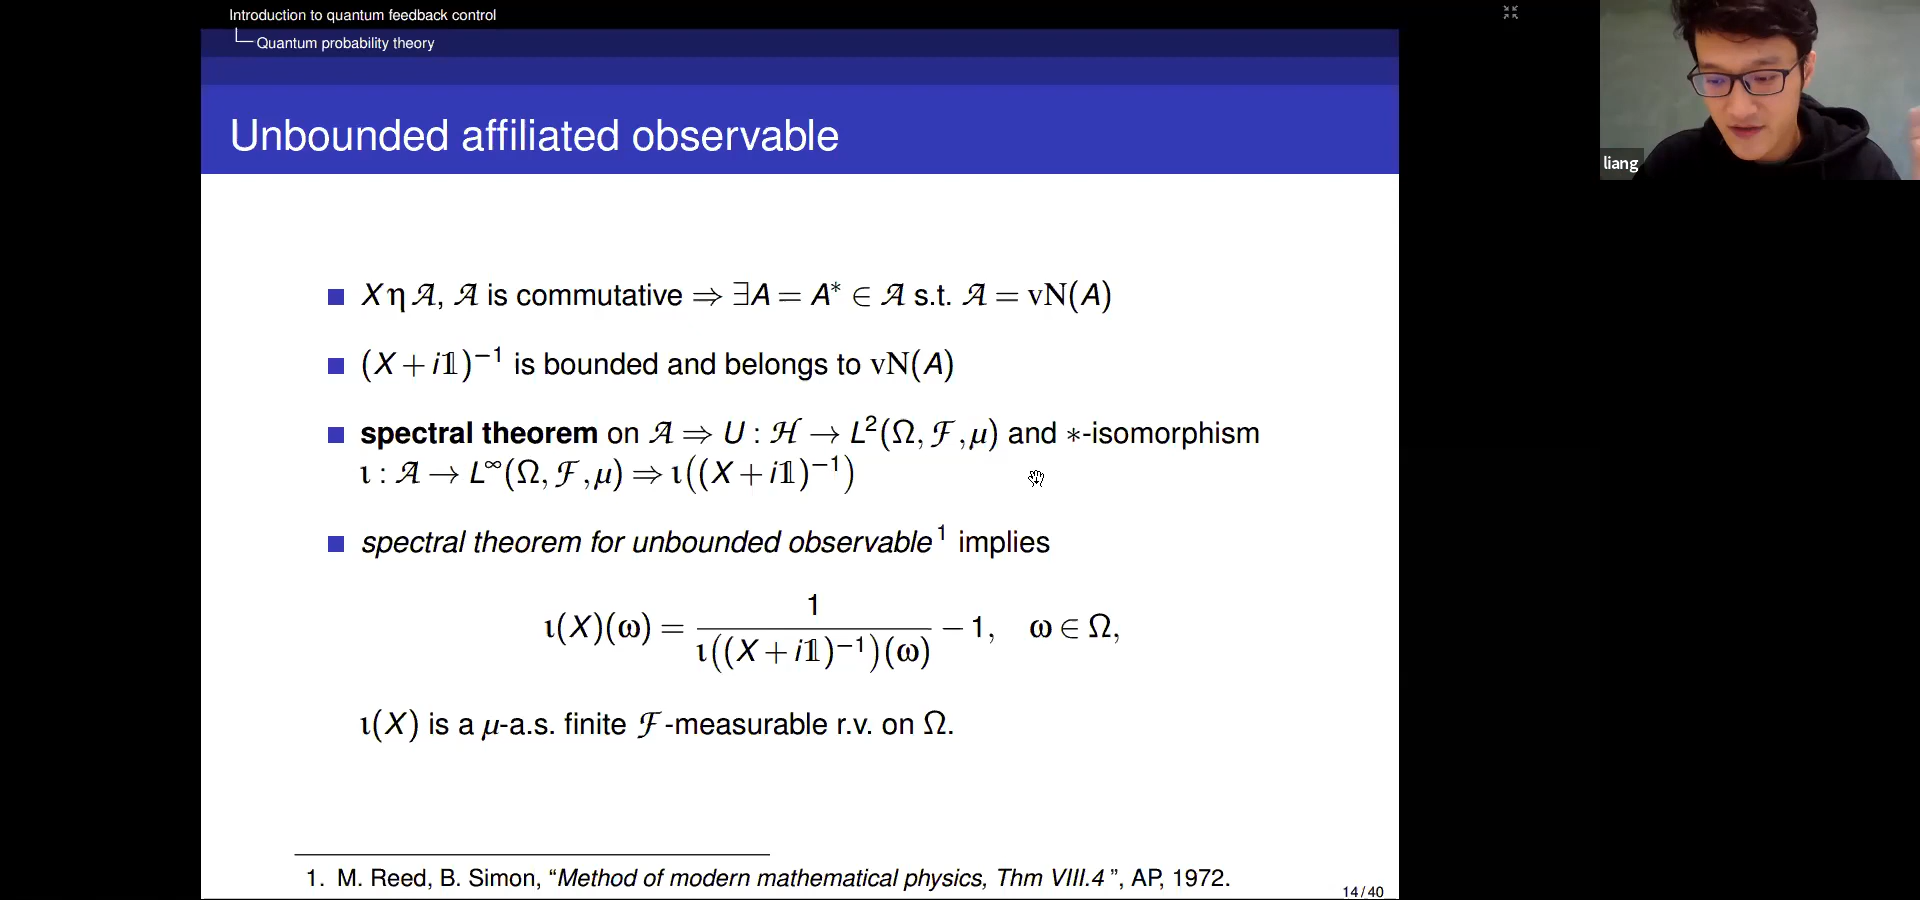 Introduction to quantum feedback control
Quantum probability theory
Unbounded affiliated observable
X η 𝒜, 𝒜 is commutative ⇒ ∃A = A* ∈ 𝒜 s.t. 𝒜 = vN(A)
(X + i𝟙)⁻¹ is bounded and belongs to vN(A)
spectral theorem on 𝒜 ⇒ U : ℋ → L²(Ω, ℱ, μ) and ∗-isomorphism
ι : 𝒜 → L^∞(Ω, ℱ, μ) ⇒ ι((X + i𝟙)⁻¹)
spectral theorem for unbounded observable¹ implies
ι(X)(ω) = 1 / ι((X + i𝟙)⁻¹)(ω) − 1, ω ∈ Ω,
ι(X) is a μ-a.s. finite ℱ-measurable r.v. on Ω.
1. M. Reed, B. Simon, “Method of modern mathematical physics, Thm VIII.4”, AP, 1972.
14/40
liang